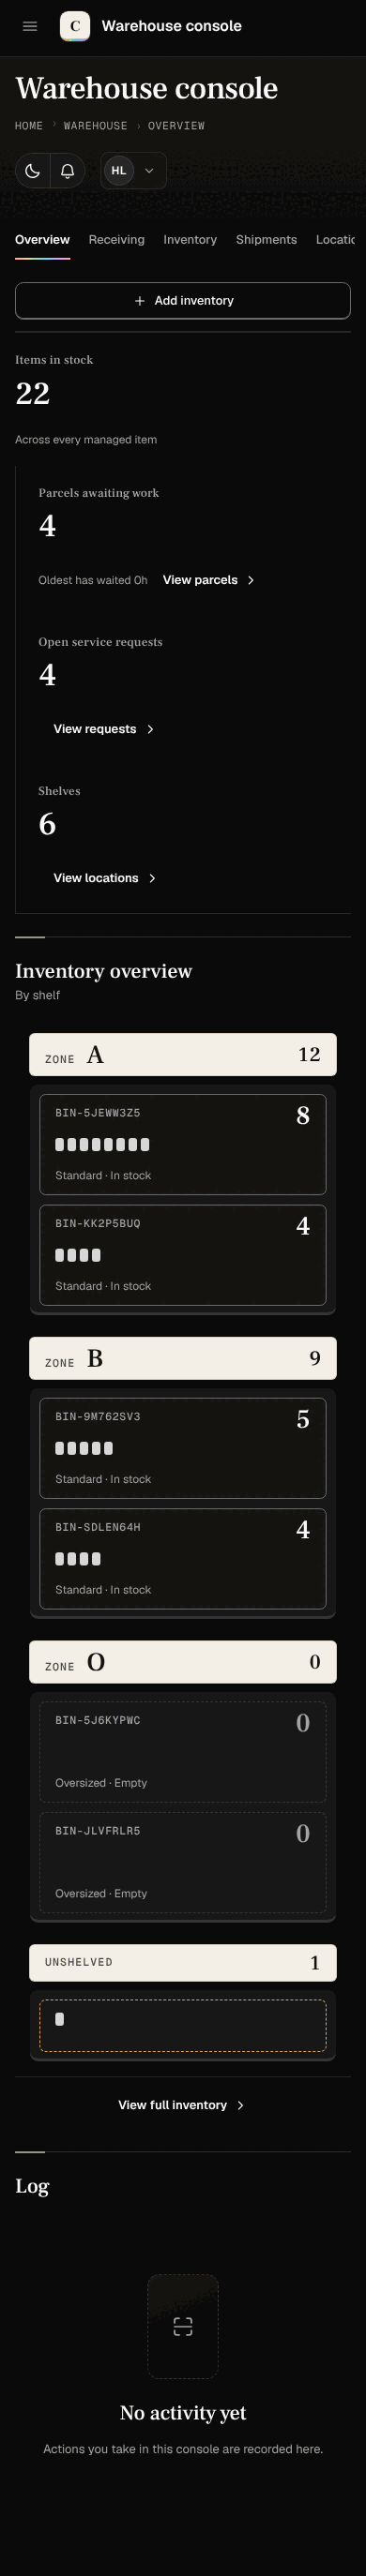 C Warehouse console
Warehouse console
HOME › WAREHOUSE › OVERVIEW
HL
Overview Receiving Inventory Shipments
Add inventory
Items in stock
22
Across every managed item
Parcels awaiting work
4
Oldest has waited 0h View parcels
Open service requests
4
View requests
Shelves
6
View locations
Inventory overview
By shelf
ZONE A 12
BIN-5JEWW3Z5 8
Standard · In stock
BIN-KK2P5BUQ 4
Standard · In stock
ZONE B 9
BIN-9M762SV3 5
Standard · In stock
BIN-SDLEN64H 4
Standard · In stock
ZONE O 0
BIN-5J6KYPWC 0
Oversized · Empty
BIN-JLVFRLR5 0
Oversized · Empty
UNSHELVED 1
View full inventory
Log
No activity yet
Actions you take in this console are recorded here.